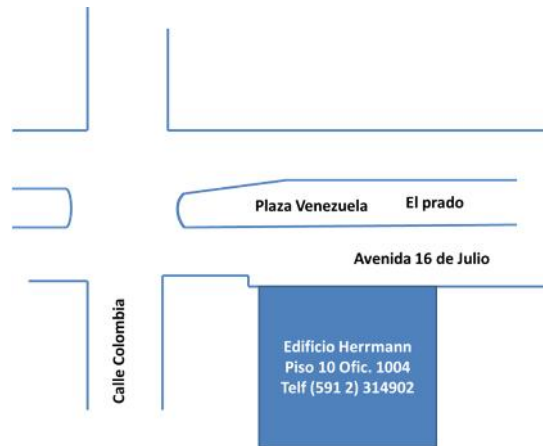 Plaza Venezuela
El prado
Avenida 16 de Julio
Calle Colombia
Edificio Herrmann
Piso 10 Ofic. 1004
Telf (591 2) 314902